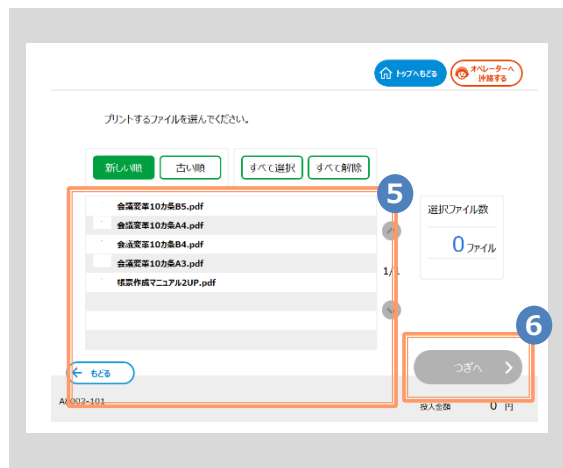 トップへもどる
オペレーターへ
連絡する
プリントするファイルを選んでください。
新しい順
古い順
すべて選択
すべて解除
5
会議変革10カ条B5.pdf
会議変革10カ条A4.pdf
会議変革10カ条B4.pdf
会議変革10カ条A3.pdf
帳票作成マニュアル2UP.pdf
選択ファイル数
0ファイル
1/1
6
つぎへ
もどる
投入金額 0 円